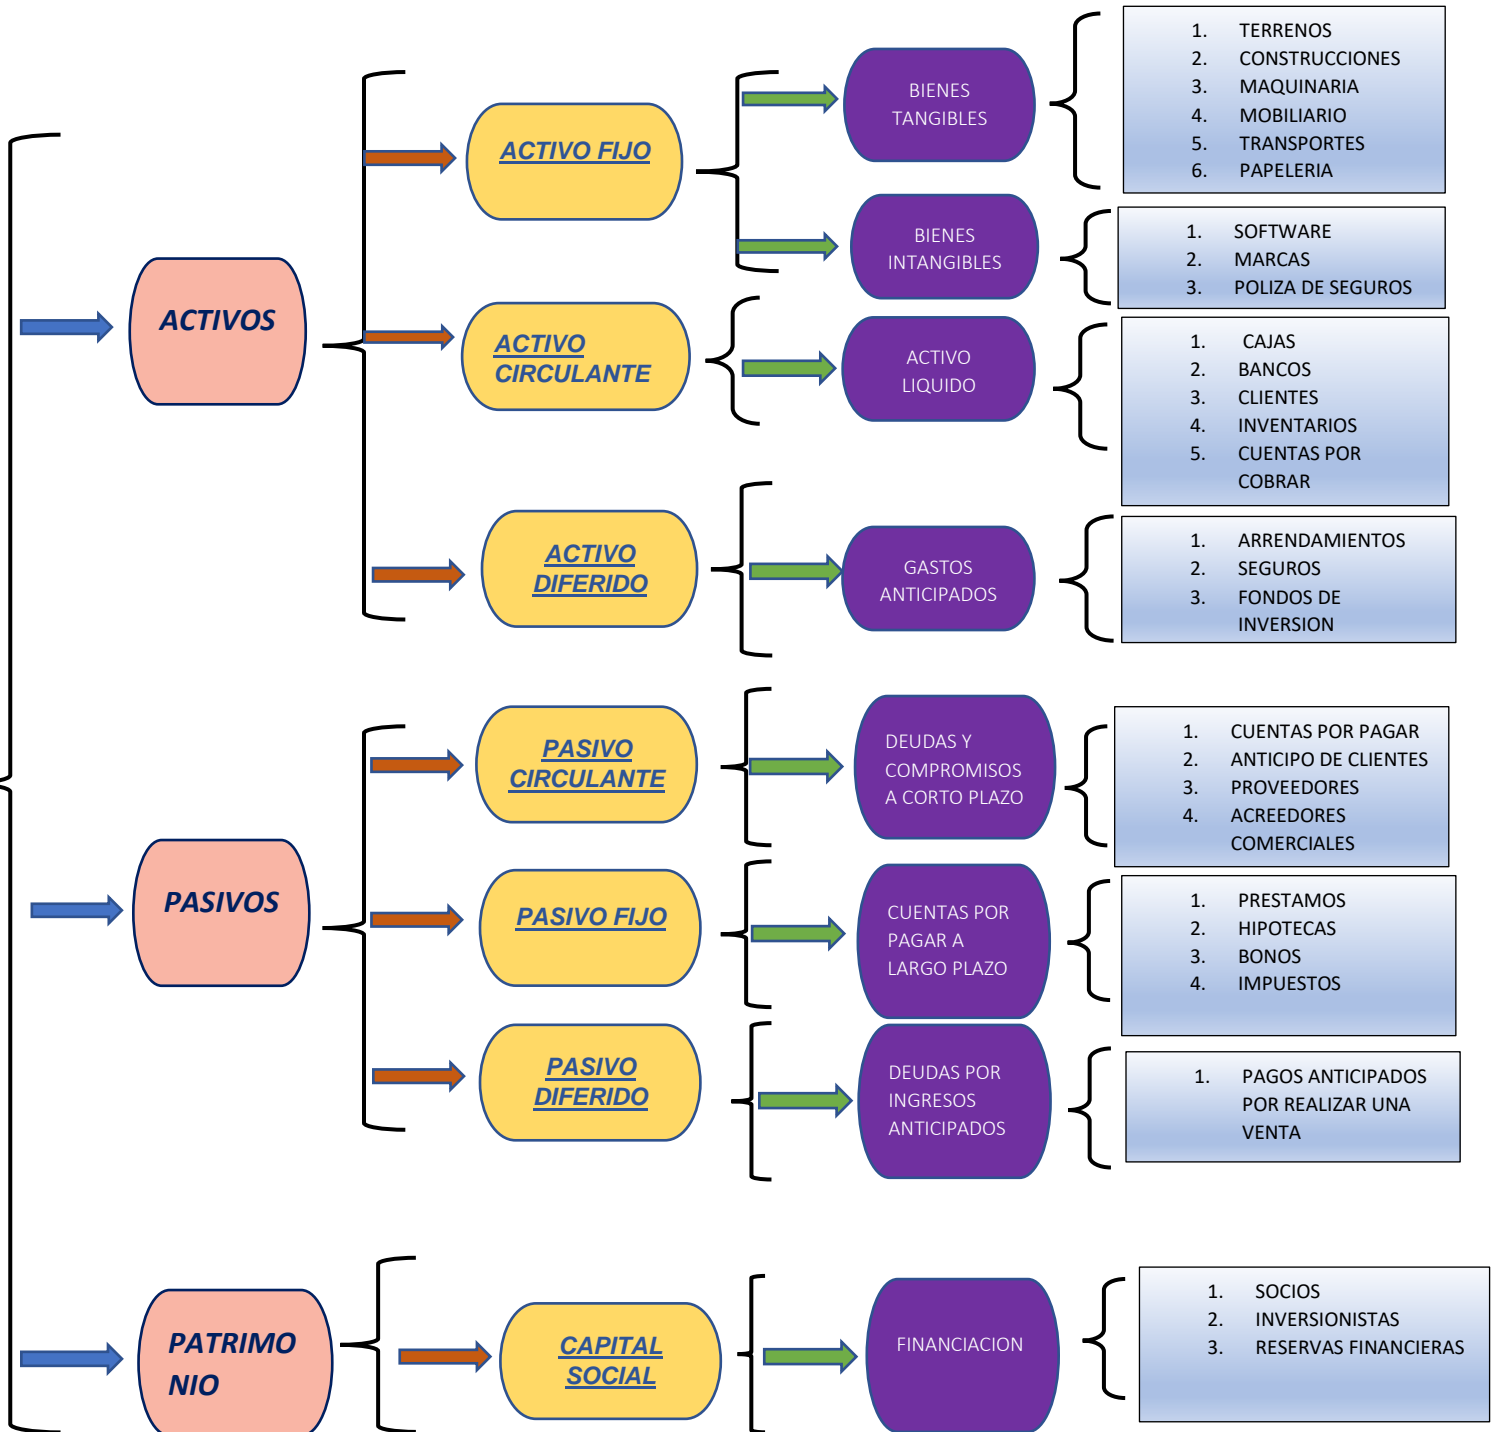 ACTIVOS
ACTIVO FIJO
BIENES
TANGIBLES
1. TERRENOS
2. CONSTRUCCIONES
3. MAQUINARIA
4. MOBILIARIO
5. TRANSPORTES
6. PAPELERIA
BIENES
INTANGIBLES
1. SOFTWARE
2. MARCAS
3. POLIZA DE SEGUROS
ACTIVO
CIRCULANTE
ACTIVO
LIQUIDO
1. CAJAS
2. BANCOS
3. CLIENTES
4. INVENTARIOS
5. CUENTAS POR
COBRAR
ACTIVO
DIFERIDO
GASTOS
ANTICIPADOS
1. ARRENDAMIENTOS
2. SEGUROS
3. FONDOS DE
INVERSION
PASIVOS
PASIVO
CIRCULANTE
DEUDAS Y
COMPROMISOS
A CORTO PLAZO
1. CUENTAS POR PAGAR
2. ANTICIPO DE CLIENTES
3. PROVEEDORES
4. ACREEDORES
COMERCIALES
PASIVO FIJO
CUENTAS POR
PAGAR A
LARGO PLAZO
1. PRESTAMOS
2. HIPOTECAS
3. BONOS
4. IMPUESTOS
PASIVO
DIFERIDO
DEUDAS POR
INGRESOS
ANTICIPADOS
1. PAGOS ANTICIPADOS
POR REALIZAR UNA
VENTA
PATRIMO
NIO
CAPITAL
SOCIAL
FINANCIACION
1. SOCIOS
2. INVERSIONISTAS
3. RESERVAS FINANCIERAS